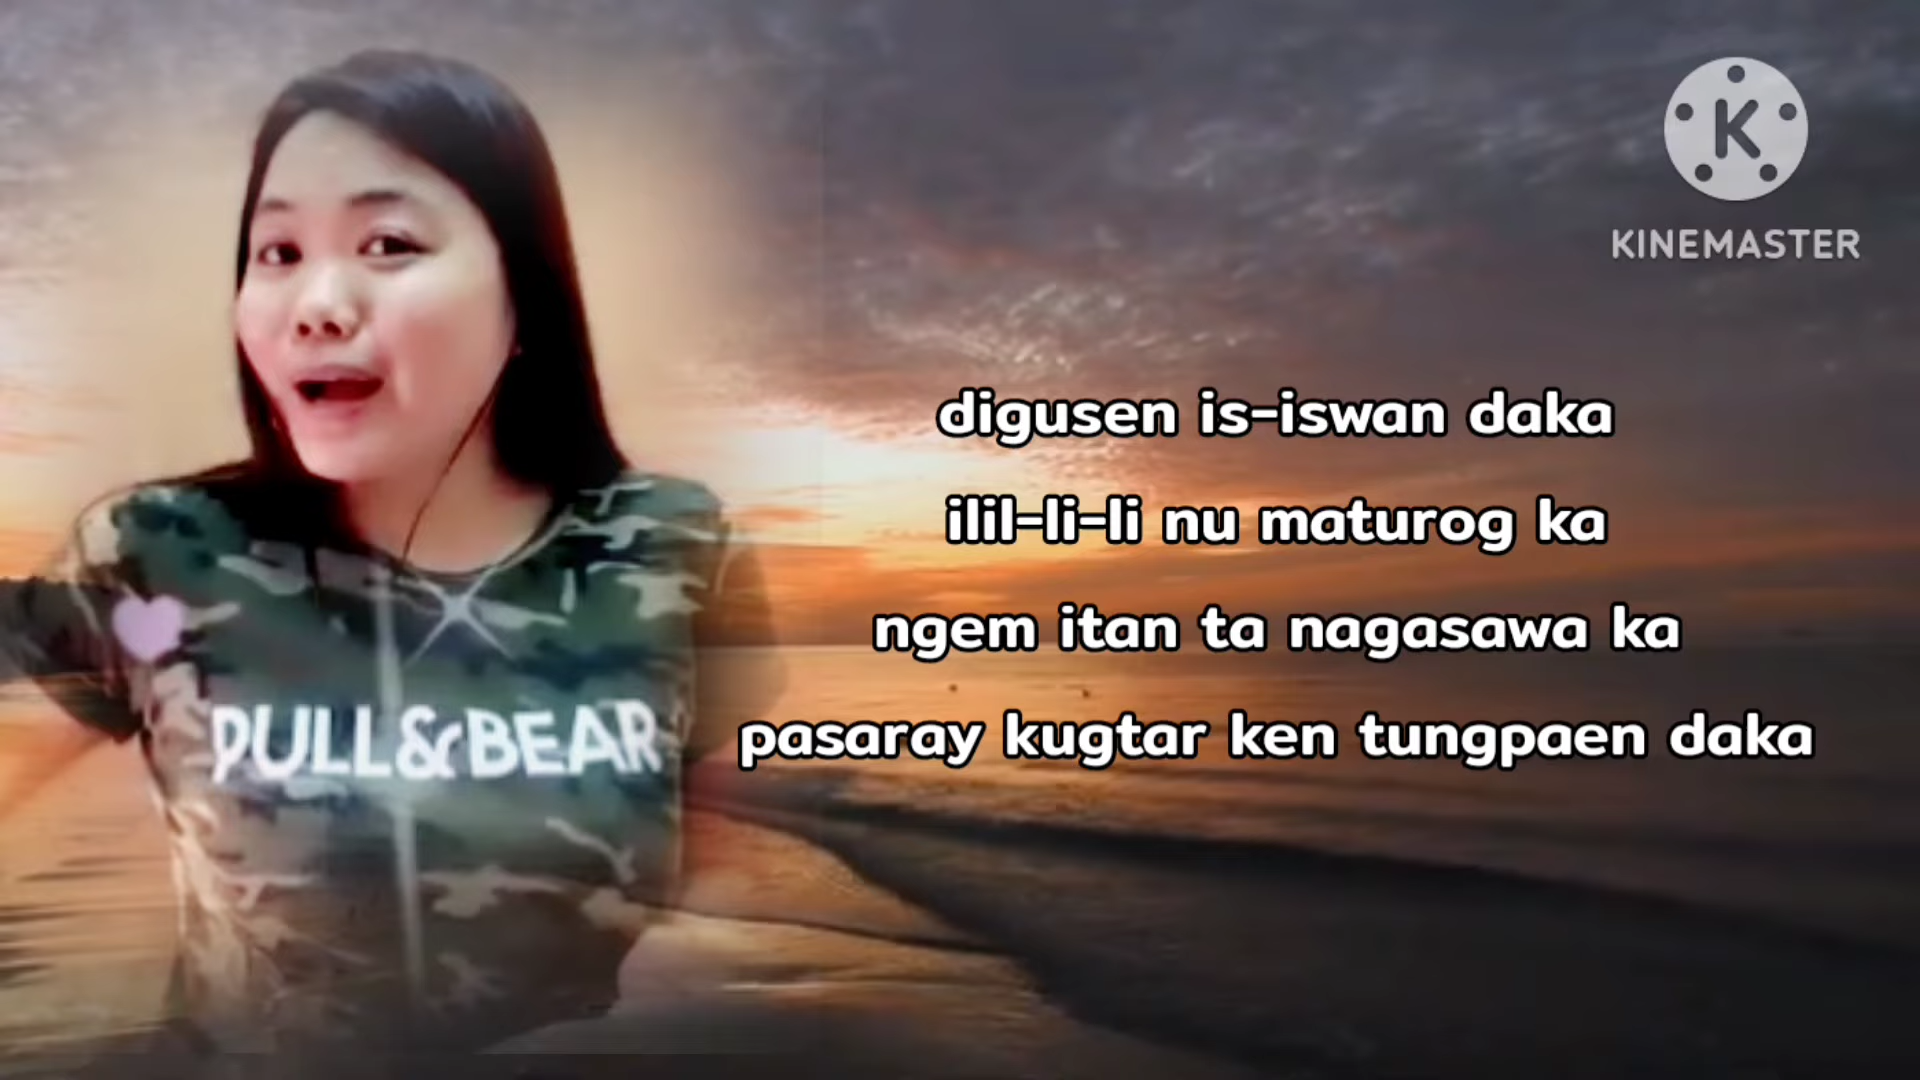 KINEMASTER
digusen is-iswan daka
ilil-li-li nu maturog ka
ngem itan ta nagasawa ka
PULL&BEAR
pasaray kugtar ken tungpaen daka